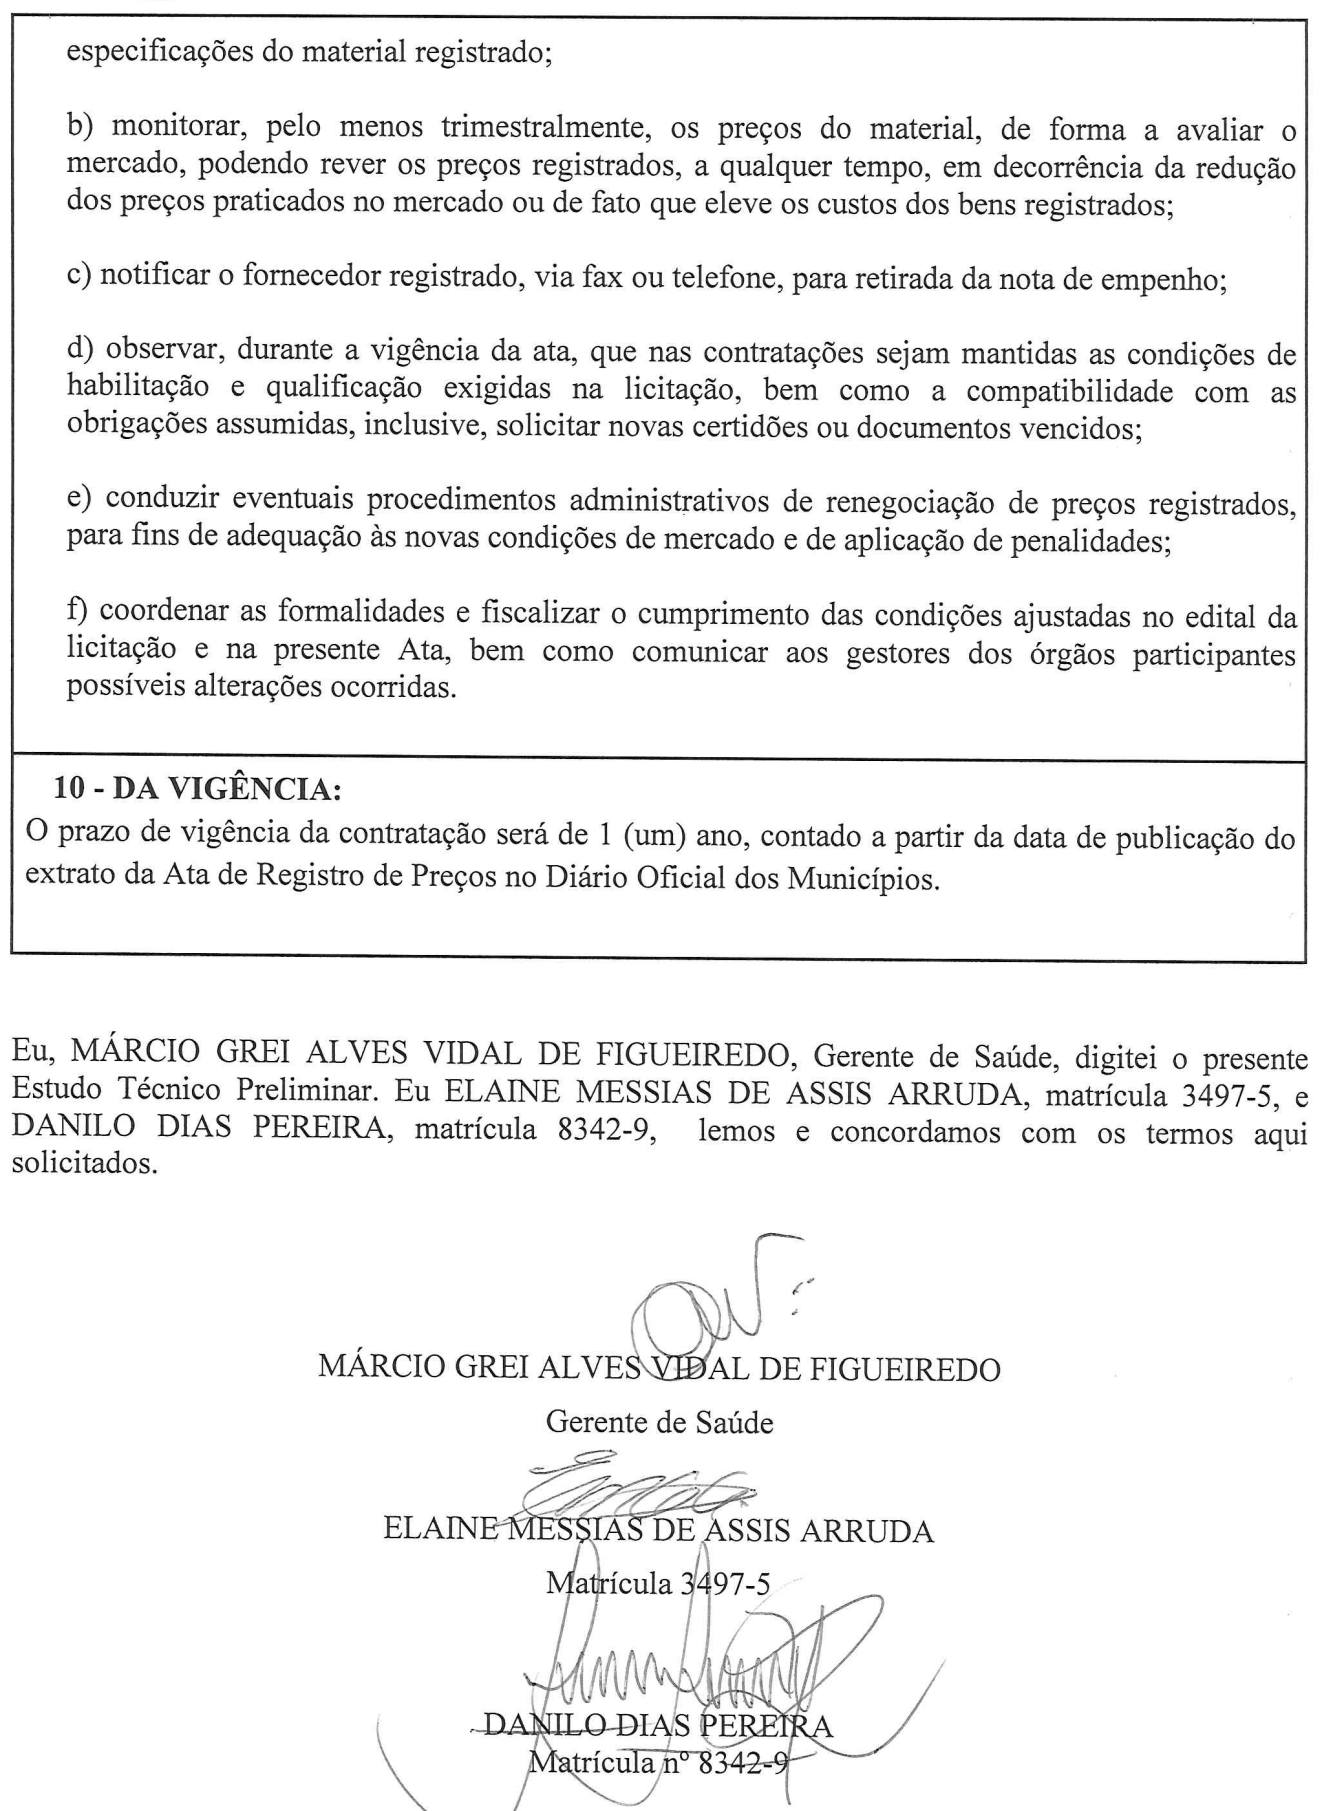 especificações do material registrado;
b) monitorar, pelo menos trimestralmente, os preços do material, de forma a avaliar o
mercado, podendo rever os preços registrados, a qualquer tempo, em decorrência da redução
dos preços praticados no mercado ou de fato que eleve os custos dos bens registrados;
c) notificar o fornecedor registrado, via fax ou telefone, para retirada da nota de empenho;
d) observar, durante a vigência da ata, que nas contratações sejam mantidas as condições de
habilitação e qualificação exigidas na licitação, bem como a compatibilidade com as
obrigações assumidas, inclusive, solicitar novas certidões ou documentos vencidos;
e) conduzir eventuais procedimentos administrativos de renegociação de preços registrados,
para fins de adequação às novas condições de mercado e de aplicação de penalidades;
f) coordenar as formalidades e fiscalizar o cumprimento das condições ajustadas no edital da
licitação e na presente Ata, bem como comunicar aos gestores dos órgãos participantes
possíveis alterações ocorridas.
10 - DA VIGÊNCIA:
O prazo de vigência da contratação será de 1 (um) ano, contado a partir da data de publicação do
extrato da Ata de Registro de Preços no Diário Oficial dos Municípios.
Eu, MÁRCIO GREI ALVES VIDAL DE FIGUEIREDO, Gerente de Saúde, digitei o presente
Estudo Técnico Preliminar. Eu ELAINE MESSIAS DE ASSIS ARRUDA, matrícula 3497-5, e
DANILO DIAS PEREIRA, matrícula 8342-9, lemos e concordamos com os termos aqui
solicitados.
MÁRCIO GREI ALVES VIDAL DE FIGUEIREDO
Gerente de Saúde
ELAINE MESSIAS DE ASSIS ARRUDA
Matrícula 3497-5
DANILO DIAS PEREIRA
Matrícula nº 8342-9